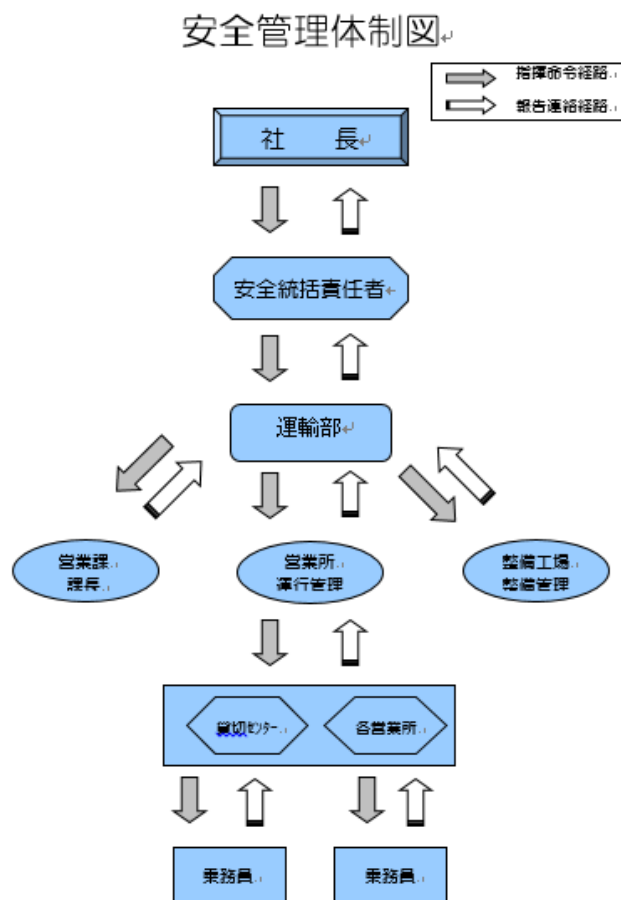 安全管理体制図
指揮命令経路
報告連絡経路
社　　長
安全統括責任者
運輸部
営業課
課長
営業所
運行管理
整備工場
整備管理
貸切センター
各営業所
乗務員
乗務員